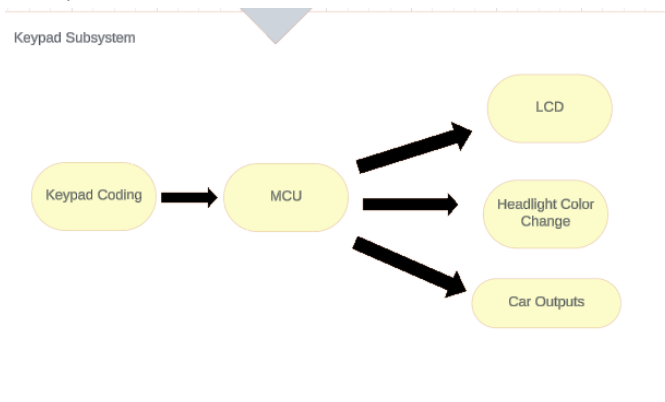 Keypad Subsystem
LCD
Keypad Coding
MCU
Headlight Color
Change
Car Outputs